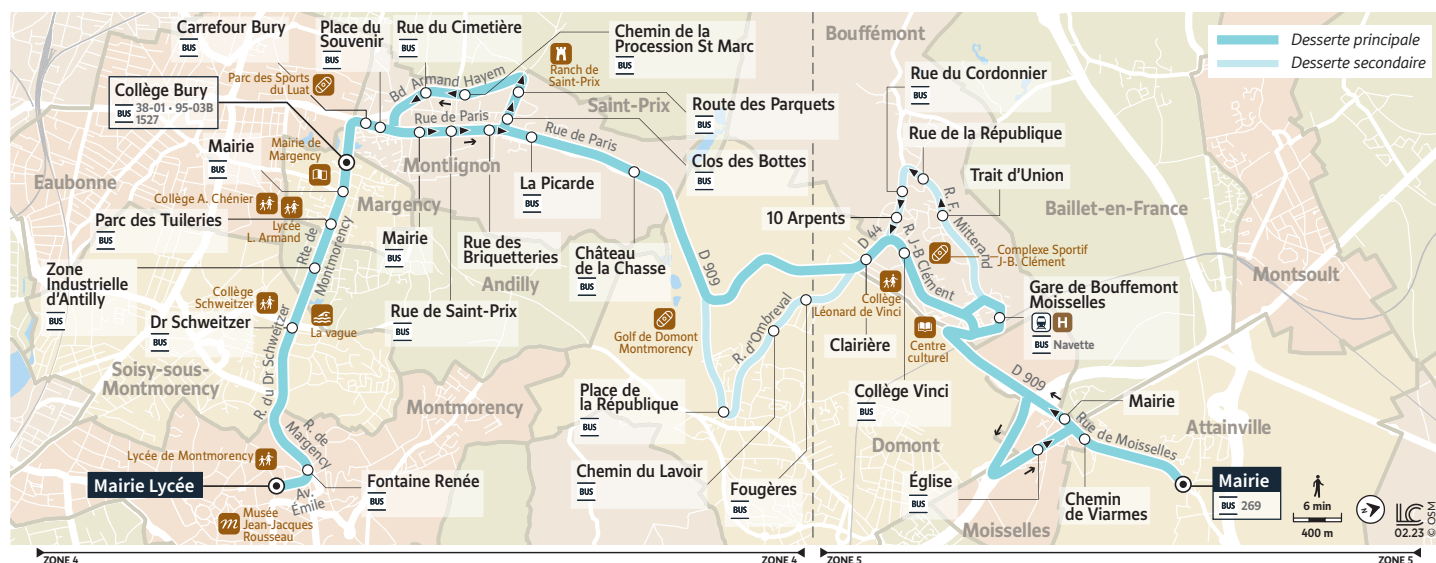 Carrefour Bury
BUS
Place du
Souvenir
BUS
Rue du Cimetière
BUS
Chemin de la
Procession St Marc
BUS
Bouffémont
Desserte principale
Desserte secondaire
Collège Bury
BUS 38-01 • 95-03B
1527
Parc des Sports
du Luat
Bd Armand Hayem
Ranch de
Saint-Prix
Saint-Prix
Rue du Cordonnier
BUS
Route des Parquets
BUS
Rue de Paris
Rue de Paris
Rue de la République
Mairie
BUS
Mairie de
Margency
Montlignon
Clos des Bottes
BUS
Trait d'Union
Eaubonne
La Picarde
BUS
Collège A. Chénier
Margency
Lycée
L. Armand
10 Arpents
R. F. Mitterand
Baillet-en-France
Parc des Tuileries
BUS
Mairie
BUS
Rue des
Briquetteries
BUS
Château
de la Chasse
BUS
D 909
D 44
R. J-B Clément
Complexe Sportif
J-B. Clément
Montsoult
Rte de
Montmorency
Zone
Industrielle
d'Antilly
BUS
Andilly
Collège
Schweitzer
La vague
Rue de Saint-Prix
BUS
Collège
Léonard de Vinci
Gare de Bouffemont
Moisselles
H
BUS Navette
Dr Schweitzer
BUS
Golf de Domont
Montmorency
R. d'Ombreval
Clairière
Centre
culturel
Soisy-sous-
Montmorency
R. du Dr Schweitzer
Montmorency
Place de
la République
BUS
Collège Vinci
BUS
D 909
Mairie
Attainville
Rue de Moisselles
Domont
R. de
Margency
Lycée de Montmorency
Mairie Lycée
Av.
Émile
Fontaine Renée
BUS
Chemin du Lavoir
BUS
Fougères
BUS
Église
BUS
Chemin
de Viarmes
Mairie
BUS 269
Musée
Jean-Jacques
Rousseau
Moisselles
6 min
400 m
LC
02.23
© OSM
ZONE 4
ZONE 4
ZONE 5
ZONE 5